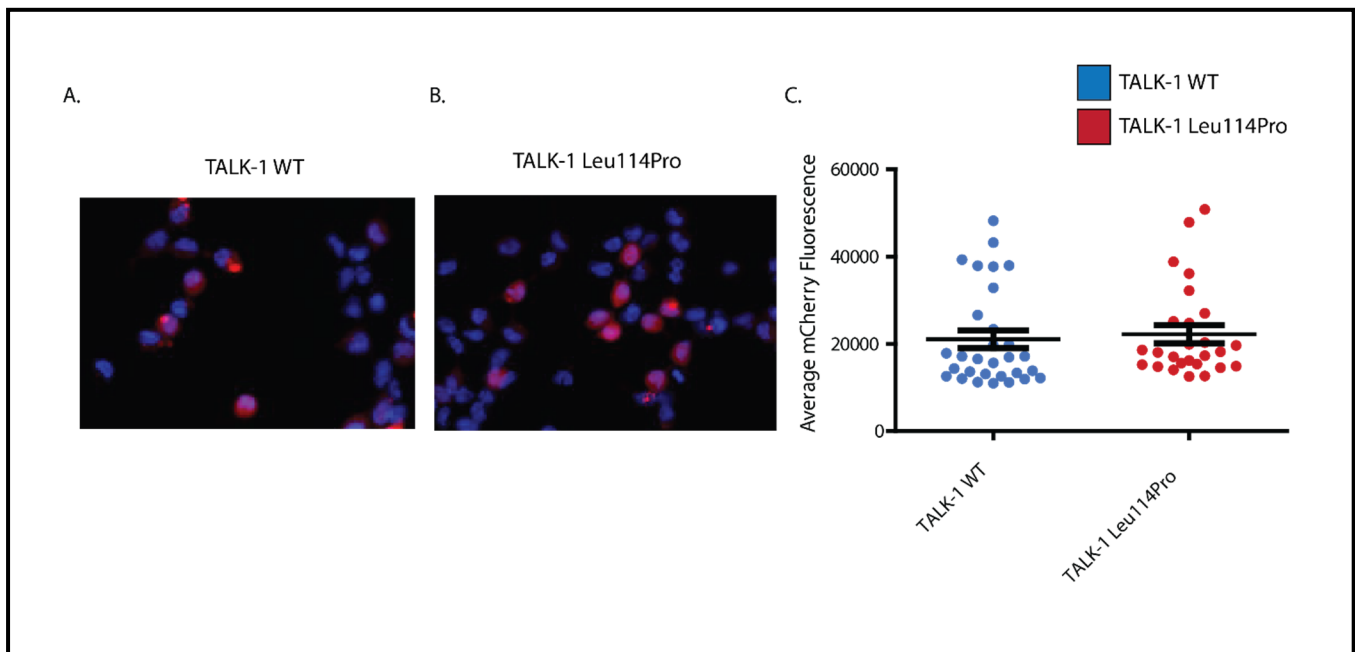 A.
B.
C.
TALK-1 WT
TALK-1 Leu114Pro
TALK-1 WT
TALK-1 Leu114Pro
Average mCherry Fluorescence
60000
40000
20000
0
TALK-1 WT
TALK-1 Leu114Pro